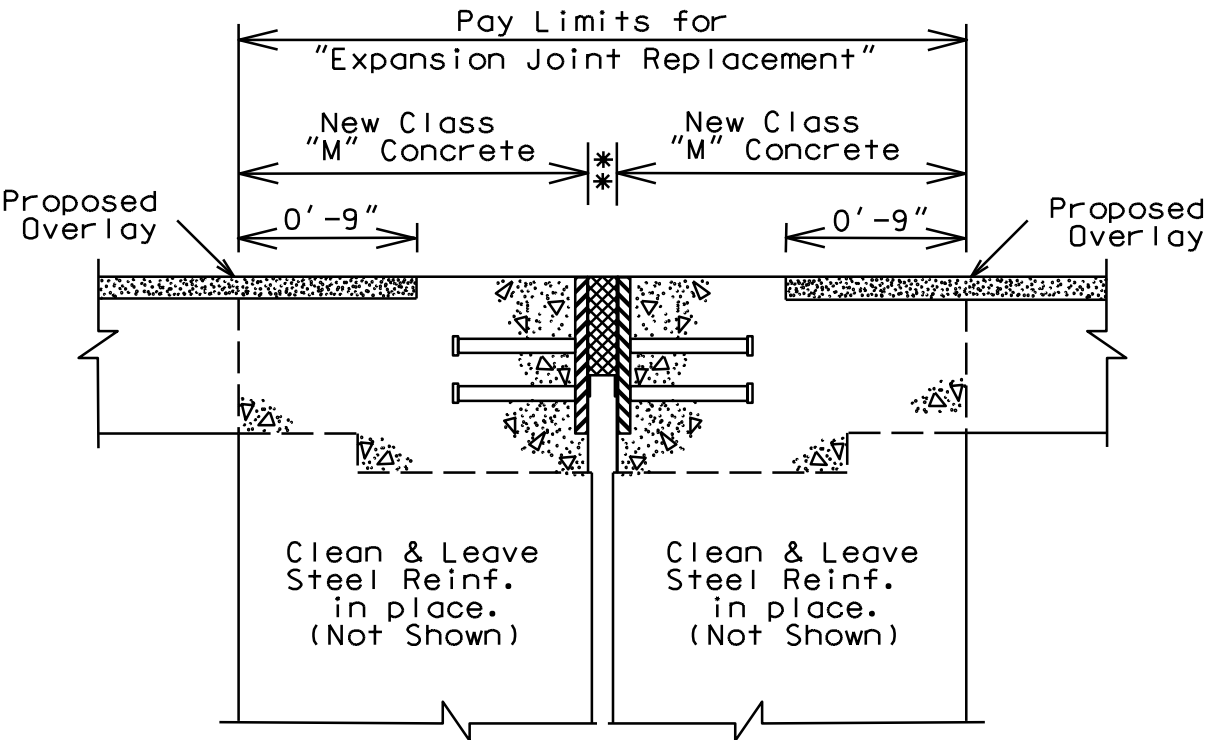 Pay Limits for
"Expansion Joint Replacement"
New Class
"M" Concrete
**
New Class
"M" Concrete
Proposed
Overlay
0'-9"
0'-9"
Proposed
Overlay
Clean & Leave
Steel Reinf.
in place.
(Not Shown)
Clean & Leave
Steel Reinf.
in place.
(Not Shown)